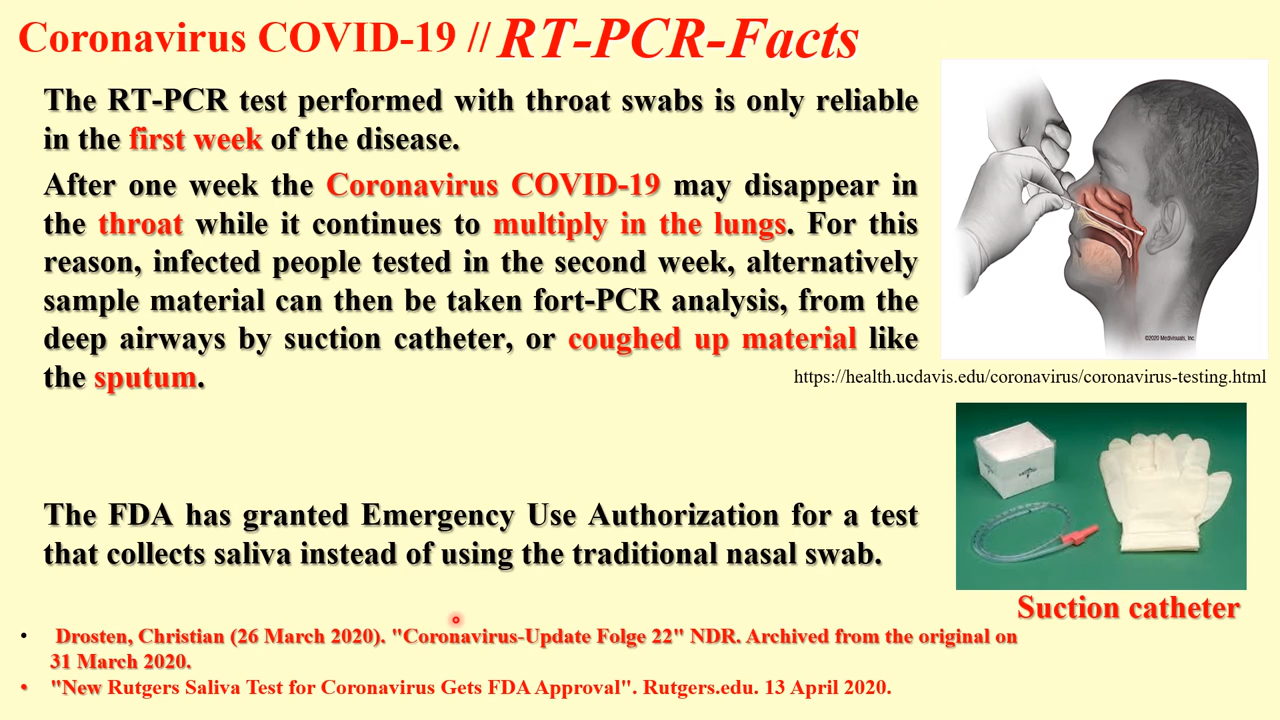 Coronavirus COVID-19 // RT-PCR-Facts
The RT-PCR test performed with throat swabs is only reliable
in the first week of the disease.
After one week the Coronavirus COVID-19 may disappear in
the throat while it continues to multiply in the lungs. For this
reason, infected people tested in the second week, alternatively
sample material can then be taken fort-PCR analysis, from the
deep airways by suction catheter, or coughed up material like
the sputum.
©2020 Medivisuals, Inc.
https://health.ucdavis.edu/coronavirus/coronavirus-testing.html
The FDA has granted Emergency Use Authorization for a test
that collects saliva instead of using the traditional nasal swab.
Suction catheter
• Drosten, Christian (26 March 2020). "Coronavirus-Update Folge 22" NDR. Archived from the original on
31 March 2020.
• "New Rutgers Saliva Test for Coronavirus Gets FDA Approval". Rutgers.edu. 13 April 2020.